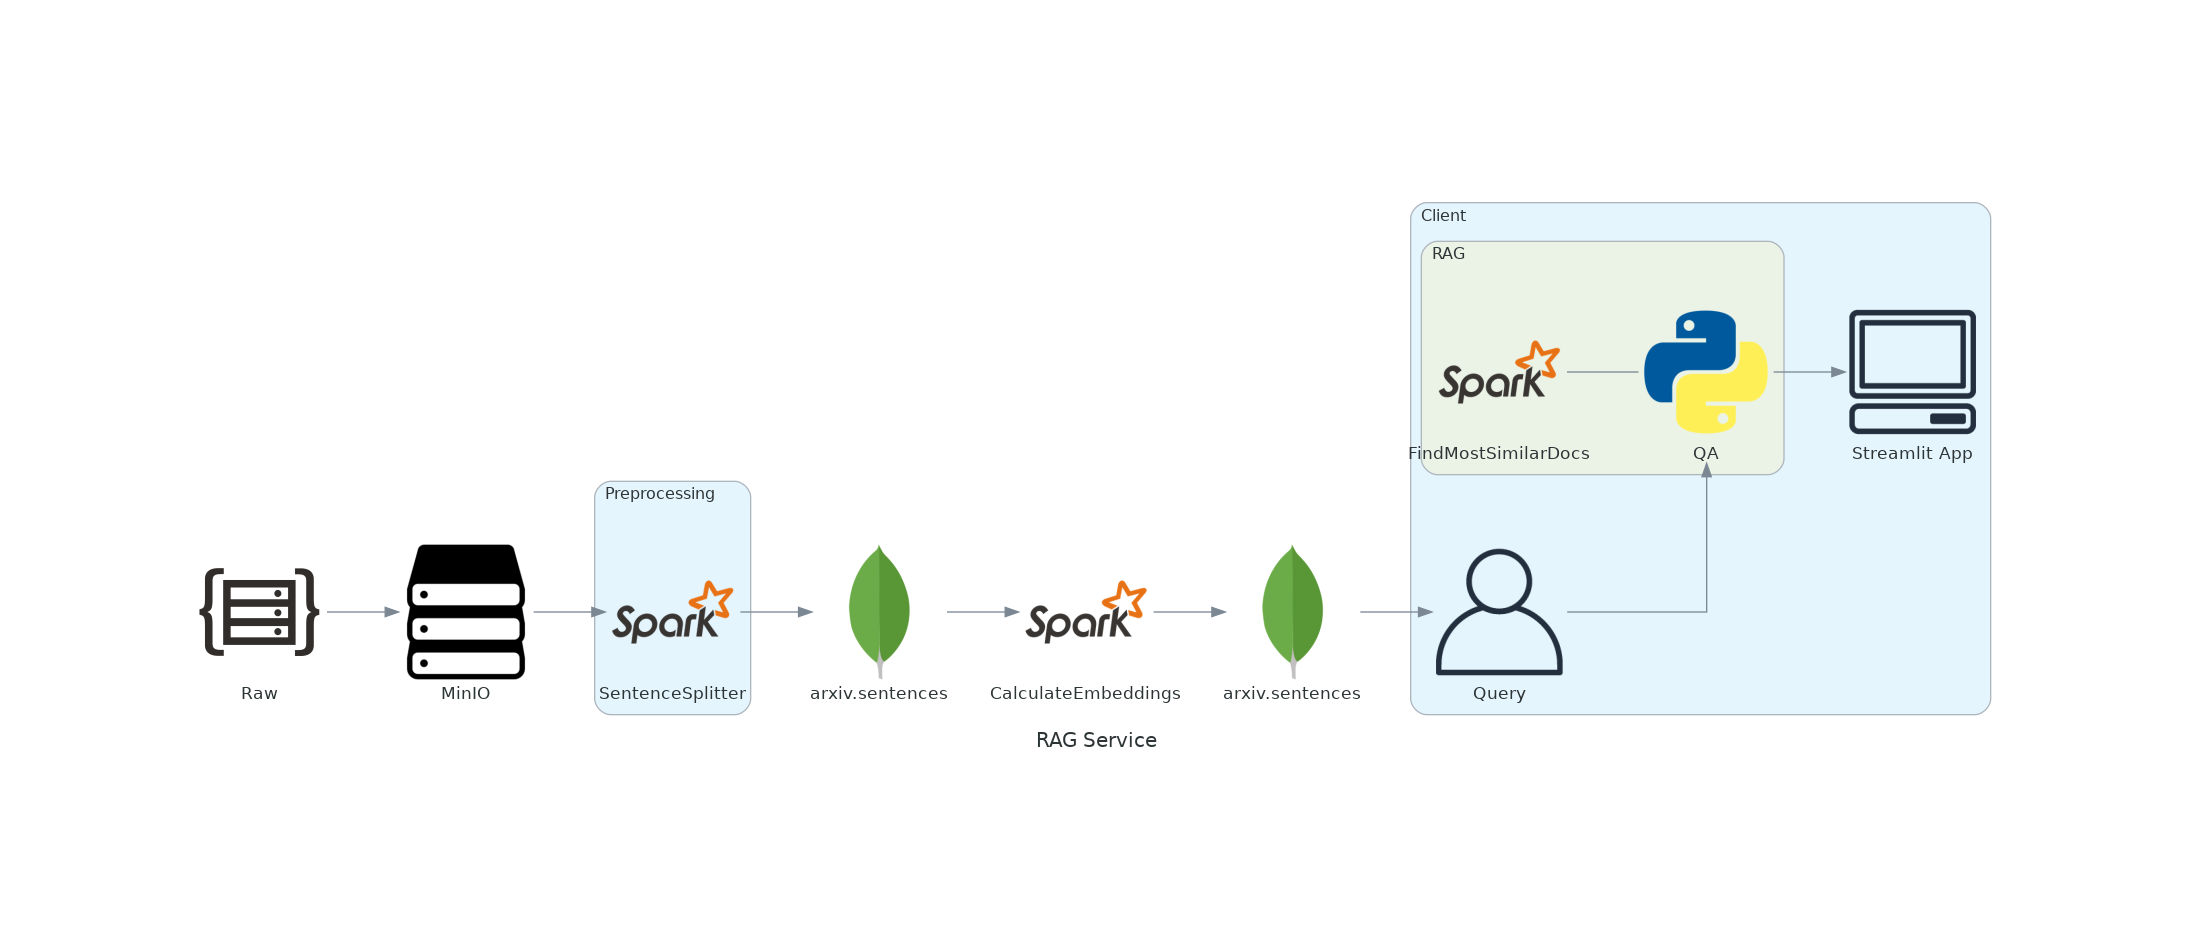 Client
RAG
Spark
FindMostSimilarDocs
QA
Streamlit App
Preprocessing
Spark
Spark
Raw
MinIO
SentenceSplitter
arxiv.sentences
CalculateEmbeddings
arxiv.sentences
Query
RAG Service